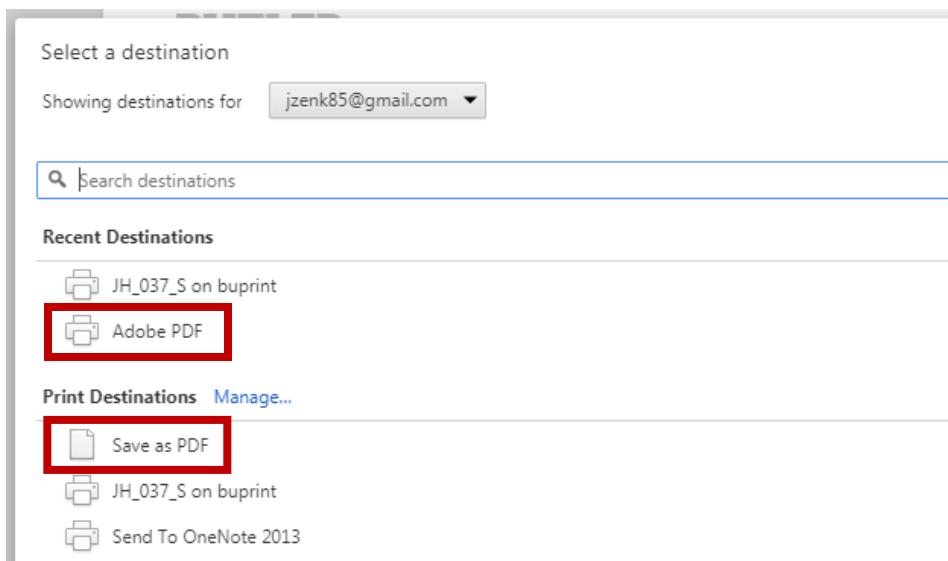 Select a destination
Showing destinations for jzenk85@gmail.com
Search destinations
Recent Destinations
JH_037_S on buprint
Adobe PDF
Print Destinations Manage...
Save as PDF
JH_037_S on buprint
Send To OneNote 2013